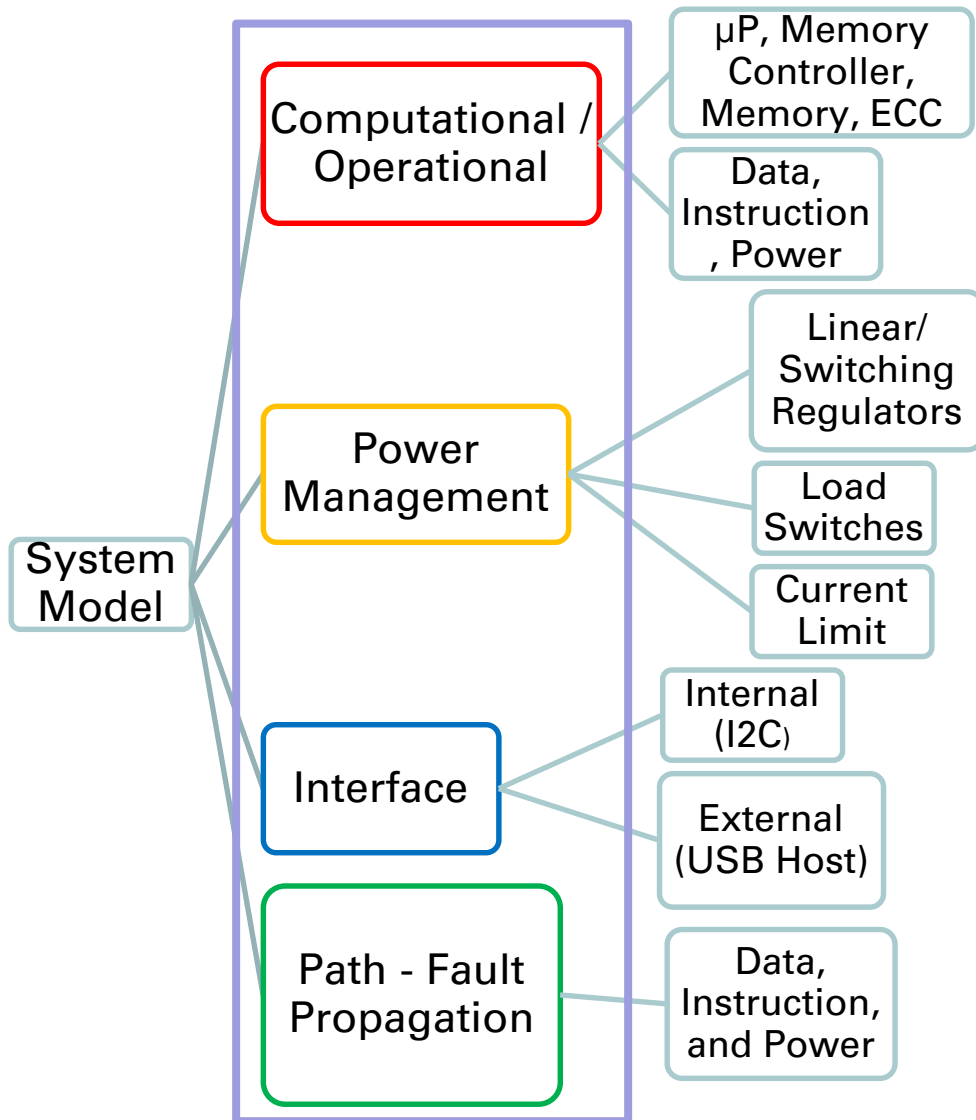 System
Model
Computational /
Operational
µP, Memory
Controller,
Memory, ECC
Data,
Instruction
, Power
Power
Management
Linear/
Switching
Regulators
Load
Switches
Current
Limit
Interface
Internal
(I2C)
External
(USB Host)
Path - Fault
Propagation
Data,
Instruction,
and Power